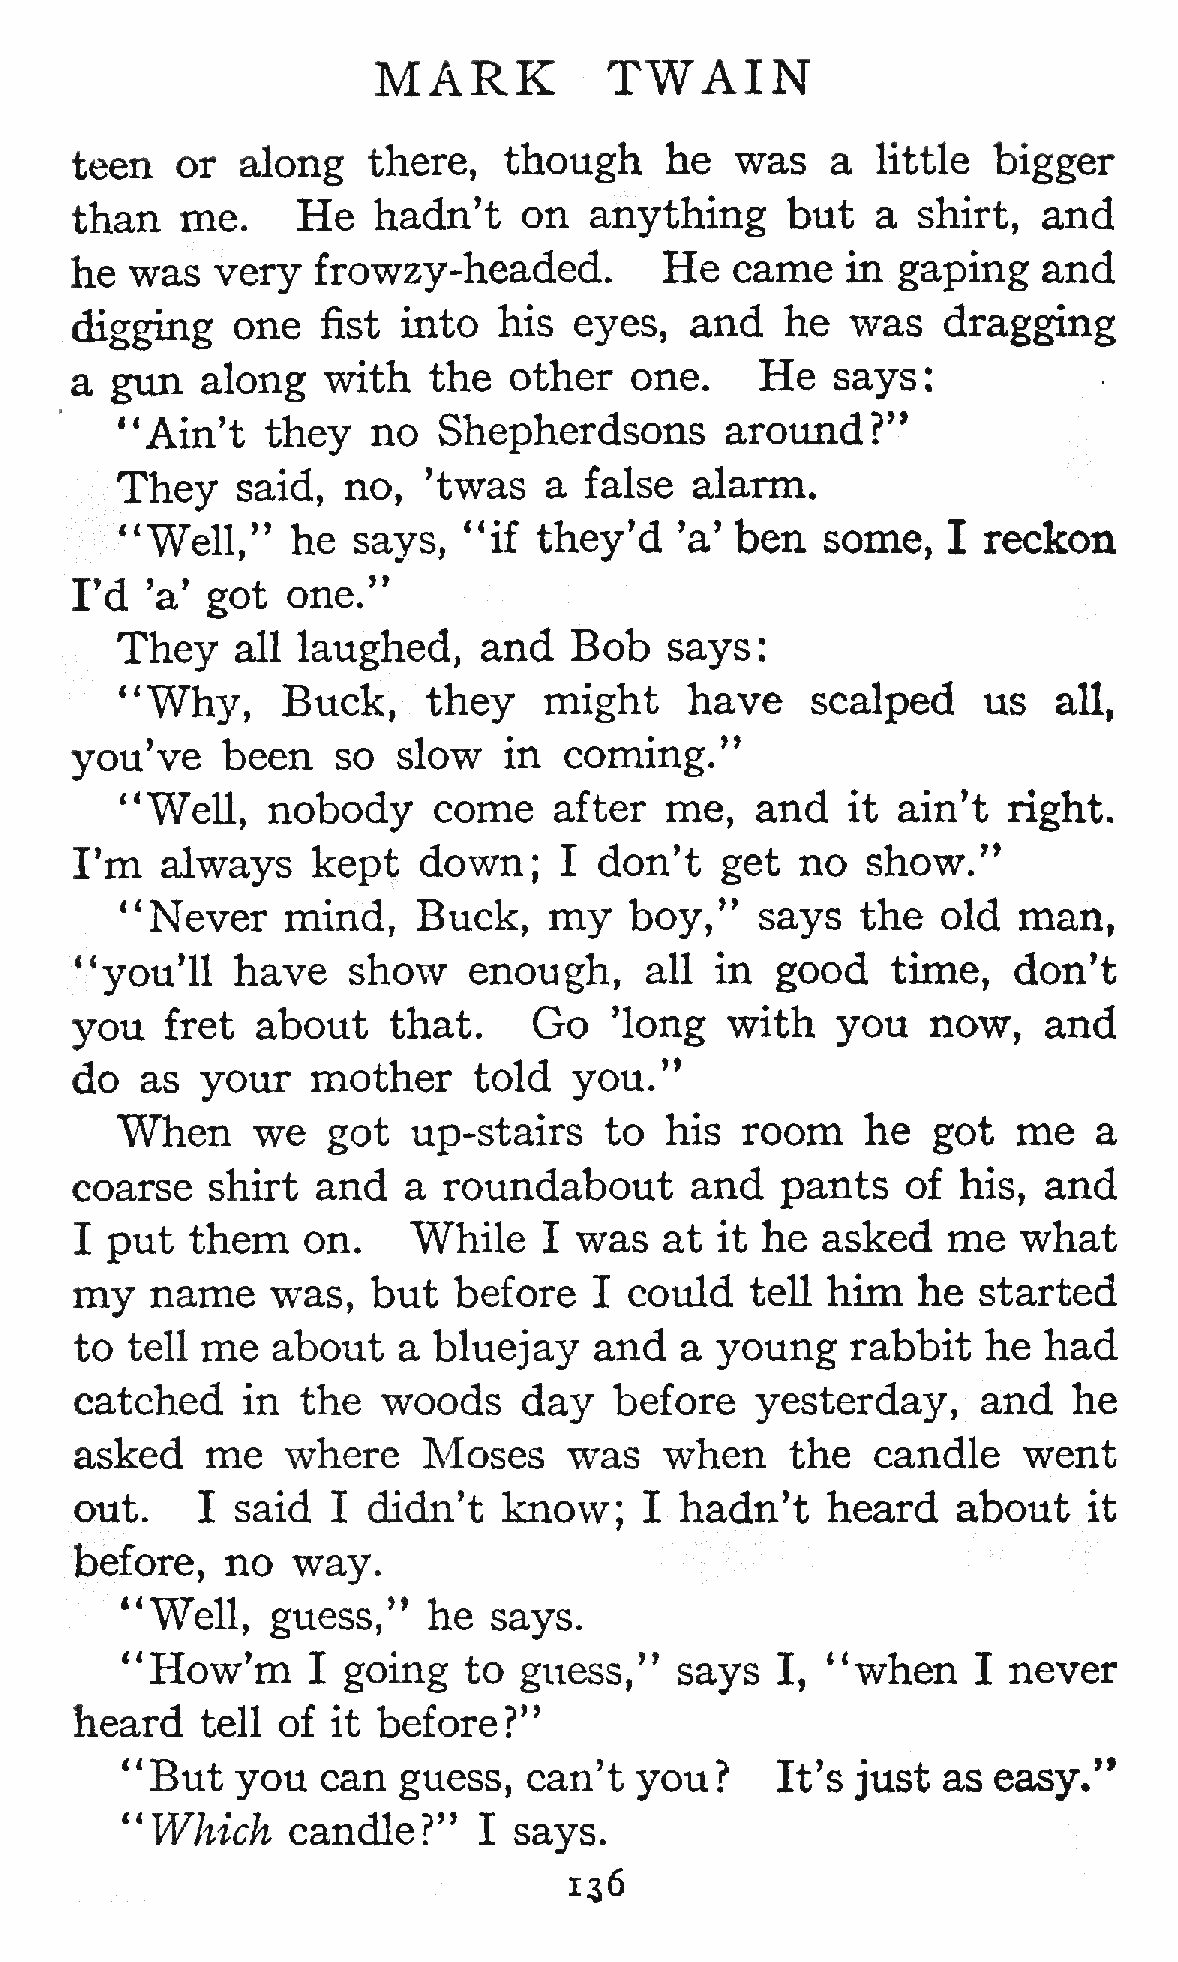 MARK TWAIN
teen or along there, though he was a little bigger
than me. He hadn't on anything but a shirt, and
he was very frowzy-headed. He came in gaping and
digging one fist into his eyes, and he was dragging
a gun along with the other one. He says:
"Ain't they no Shepherdsons around?"
They said, no, 'twas a false alarm.
"Well," he says, "if they'd 'a' ben some, I reckon
I'd 'a' got one."
They all laughed, and Bob says:
"Why, Buck, they might have scalped us all,
you've been so slow in coming."
"Well, nobody come after me, and it ain't right.
I'm always kept down; I don't get no show."
"Never mind, Buck, my boy," says the old man,
"you'll have show enough, all in good time, don't
you fret about that. Go 'long with you now, and
do as your mother told you."
When we got up-stairs to his room he got me a
coarse shirt and a roundabout and pants of his, and
I put them on. While I was at it he asked me what
my name was, but before I could tell him he started
to tell me about a bluejay and a young rabbit he had
catched in the woods day before yesterday, and he
asked me where Moses was when the candle went
out. I said I didn't know; I hadn't heard about it
before, no way.
"Well, guess," he says.
"How'm I going to guess," says I, "when I never
heard tell of it before?"
"But you can guess, can't you? It's just as easy."
"Which candle?" I says.
136